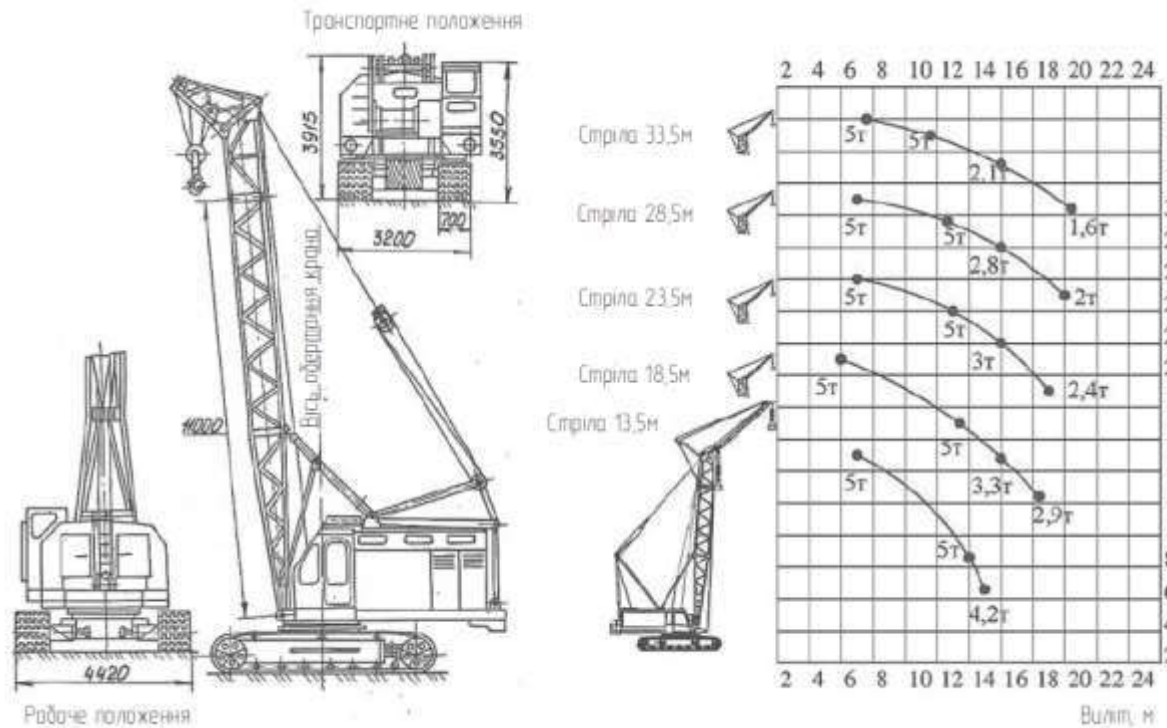 Транспортне положення
3915
3550
700
3200
Вісь обертання крана
11000
4420
Робоче положення
2 4 6 8 10 12 14 16 18 20 22 24
Стріла 33,5м
5т
5т
2,1т
1,6т
Стріла 28,5м
5т
5т
2,8т
2т
Стріла 23,5м
5т
5т
3т
2,4т
Стріла 18,5м
5т
5т
3,3т
2,9т
Стріла 13,5м
5т
5т
4,2т
2 4 6 8 10 12 14 16 18 20 22 24
Виліт, м